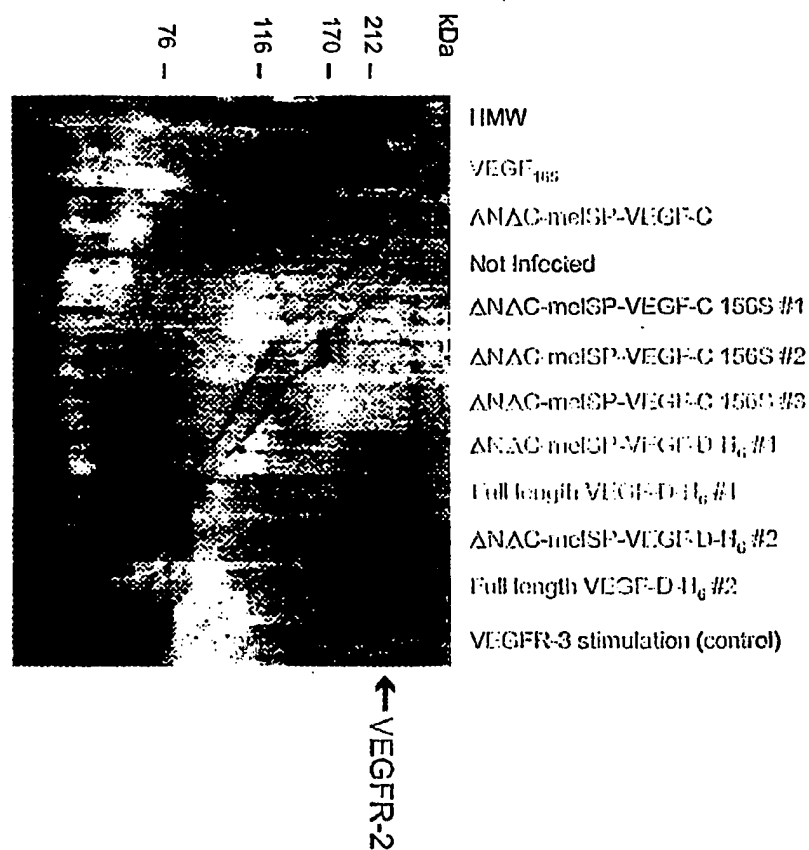 kDa
212
170
116
76
HMW
VEGF₁₆₅
ΔNΔC-melSP-VEGF-C
Not Infected
ΔNΔC-melSP-VEGF-C 156S #1
ΔNΔC-melSP-VEGF-C 156S #2
ΔNΔC-melSP-VEGF-C 156S #3
ΔNΔC-melSP-VEGF-D-H₆ #1
Full length VEGF-D-H₆ #1
ΔNΔC-melSP-VEGF-D-H₆ #2
Full length VEGF-D-H₆ #2
VEGFR-3 stimulation (control)
←VEGFR-2